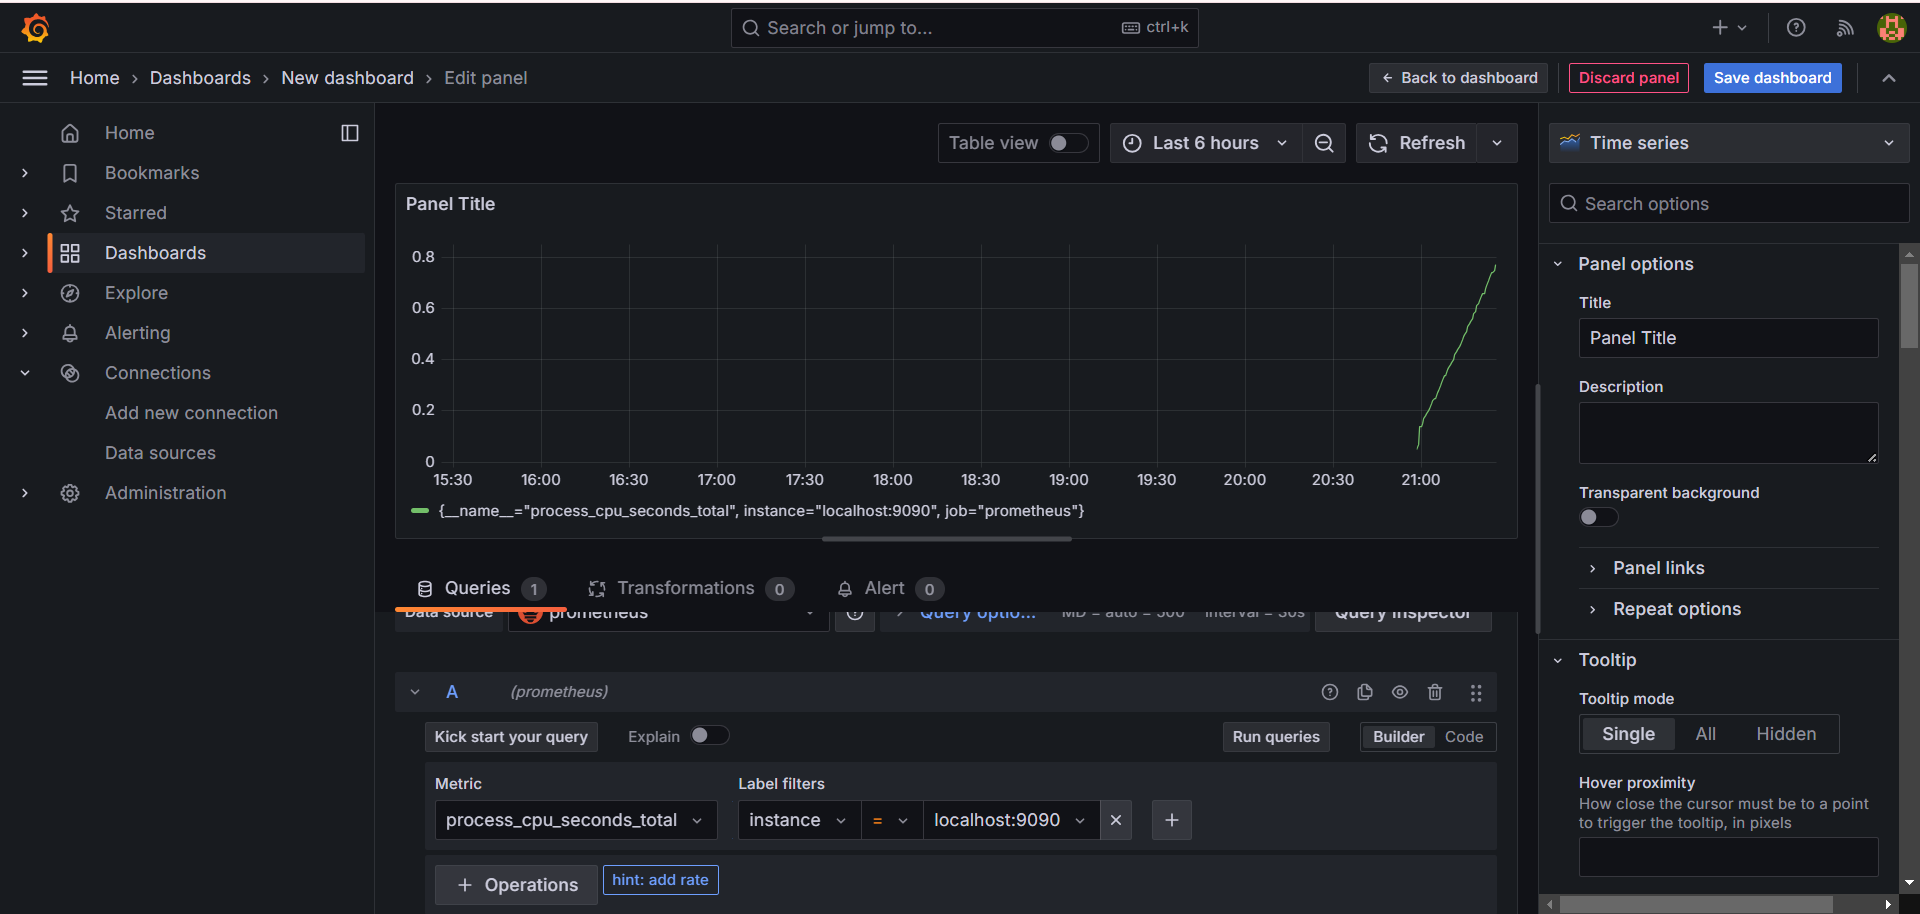 Search or jump to...
ctrl+k
Home
Dashboards
New dashboard
Edit panel
Back to dashboard
Discard panel
Save dashboard
Home
Bookmarks
Starred
Dashboards
Explore
Alerting
Connections
Add new connection
Data sources
Administration
Table view
Last 6 hours
Refresh
Panel Title
0.8
0.6
0.4
0.2
0
15:30 16:00 16:30 17:00 17:30 18:00 18:30 19:00 19:30 20:00 20:30 21:00
{__name__="process_cpu_seconds_total", instance="localhost:9090", job="prometheus"}
Queries 1
Transformations 0
Alert 0
Data source
prometheus
Query optio...
MD = auto = 500
Interval = 30s
Query inspector
A
(prometheus)
Kick start your query
Explain
Run queries
Builder
Code
Metric
Label filters
process_cpu_seconds_total
instance
=
localhost:9090
+ Operations
hint: add rate
Time series
Search options
Panel options
Title
Panel Title
Description
Transparent background
Panel links
Repeat options
Tooltip
Tooltip mode
Single
All
Hidden
Hover proximity
How close the cursor must be to a point
to trigger the tooltip, in pixels